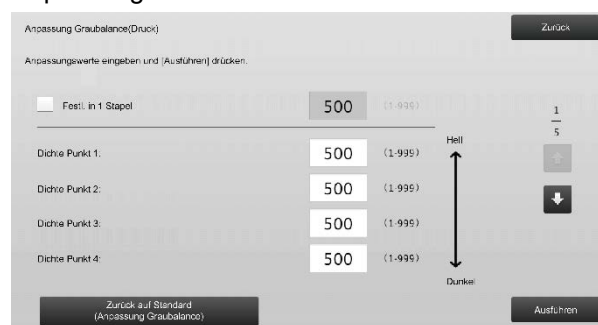 Anpassung Graubalance(Druck)
Zurück
Anpassungswerte eingeben und [Ausführen] drücken.
Festl. in 1 Stapel 500 (1-999)
1
5
Hell
Dichte Punkt 1: 500 (1-999)
Dichte Punkt 2: 500 (1-999)
Dichte Punkt 3: 500 (1-999)
Dichte Punkt 4: 500 (1-999)
Dunkel
Zurück auf Standard
(Anpassung Graubalance)
Ausführen